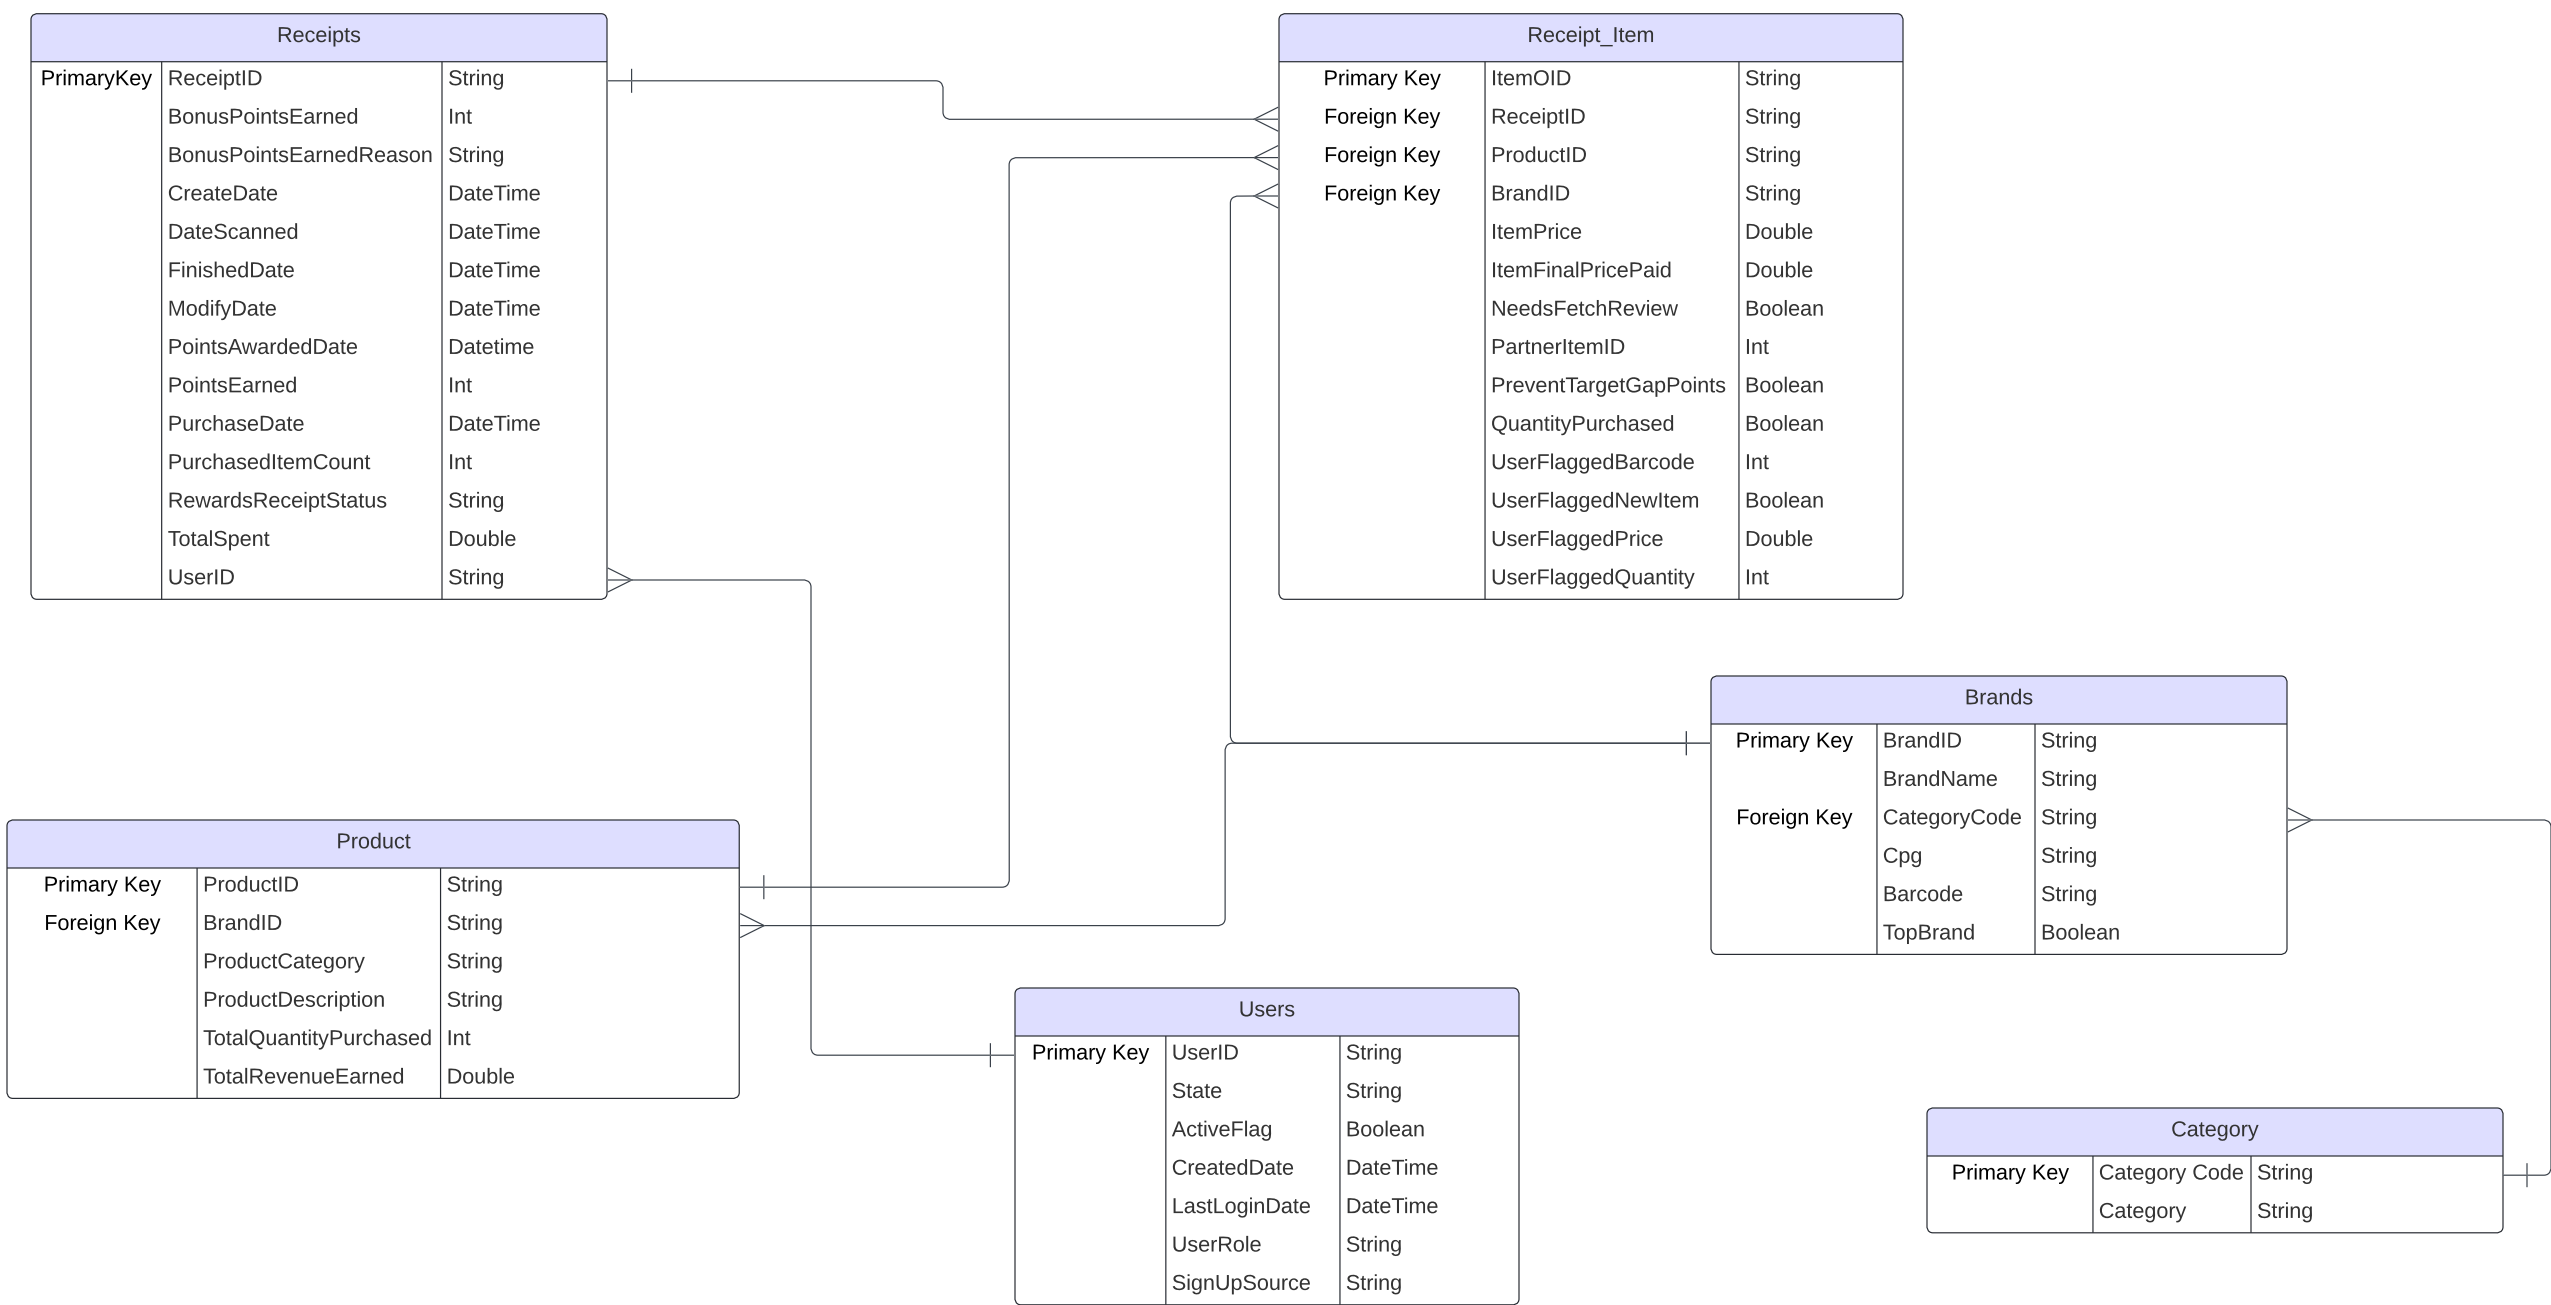 Receipts
PrimaryKey ReceiptID String
BonusPointsEarned Int
BonusPointsEarnedReason String
CreateDate DateTime
DateScanned DateTime
FinishedDate DateTime
ModifyDate DateTime
PointsAwardedDate Datetime
PointsEarned Int
PurchaseDate DateTime
PurchasedItemCount Int
RewardsReceiptStatus String
TotalSpent Double
UserID String
Receipt_Item
Primary Key ItemOID String
Foreign Key ReceiptID String
Foreign Key ProductID String
Foreign Key BrandID String
ItemPrice Double
ItemFinalPricePaid Double
NeedsFetchReview Boolean
PartnerItemID Int
PreventTargetGapPoints Boolean
QuantityPurchased Boolean
UserFlaggedBarcode Int
UserFlaggedNewItem Boolean
UserFlaggedPrice Double
UserFlaggedQuantity Int
Brands
Primary Key BrandID String
BrandName String
Foreign Key CategoryCode String
Cpg String
Barcode String
TopBrand Boolean
Product
Primary Key ProductID String
Foreign Key BrandID String
ProductCategory String
ProductDescription String
TotalQuantityPurchased Int
TotalRevenueEarned Double
Users
Primary Key UserID String
State String
ActiveFlag Boolean
CreatedDate DateTime
LastLoginDate DateTime
UserRole String
SignUpSource String
Category
Primary Key Category Code String
Category String